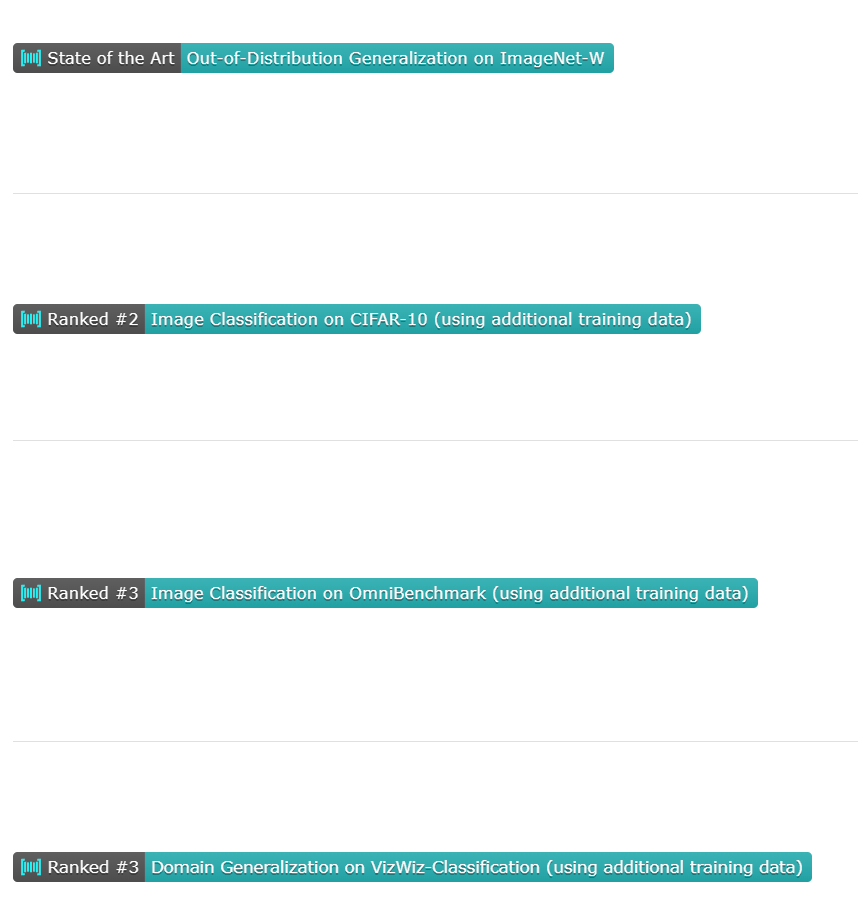 State of the Art Out-of-Distribution Generalization on ImageNet-W
Ranked #2 Image Classification on CIFAR-10 (using additional training data)
Ranked #3 Image Classification on OmniBenchmark (using additional training data)
Ranked #3 Domain Generalization on VizWiz-Classification (using additional training data)